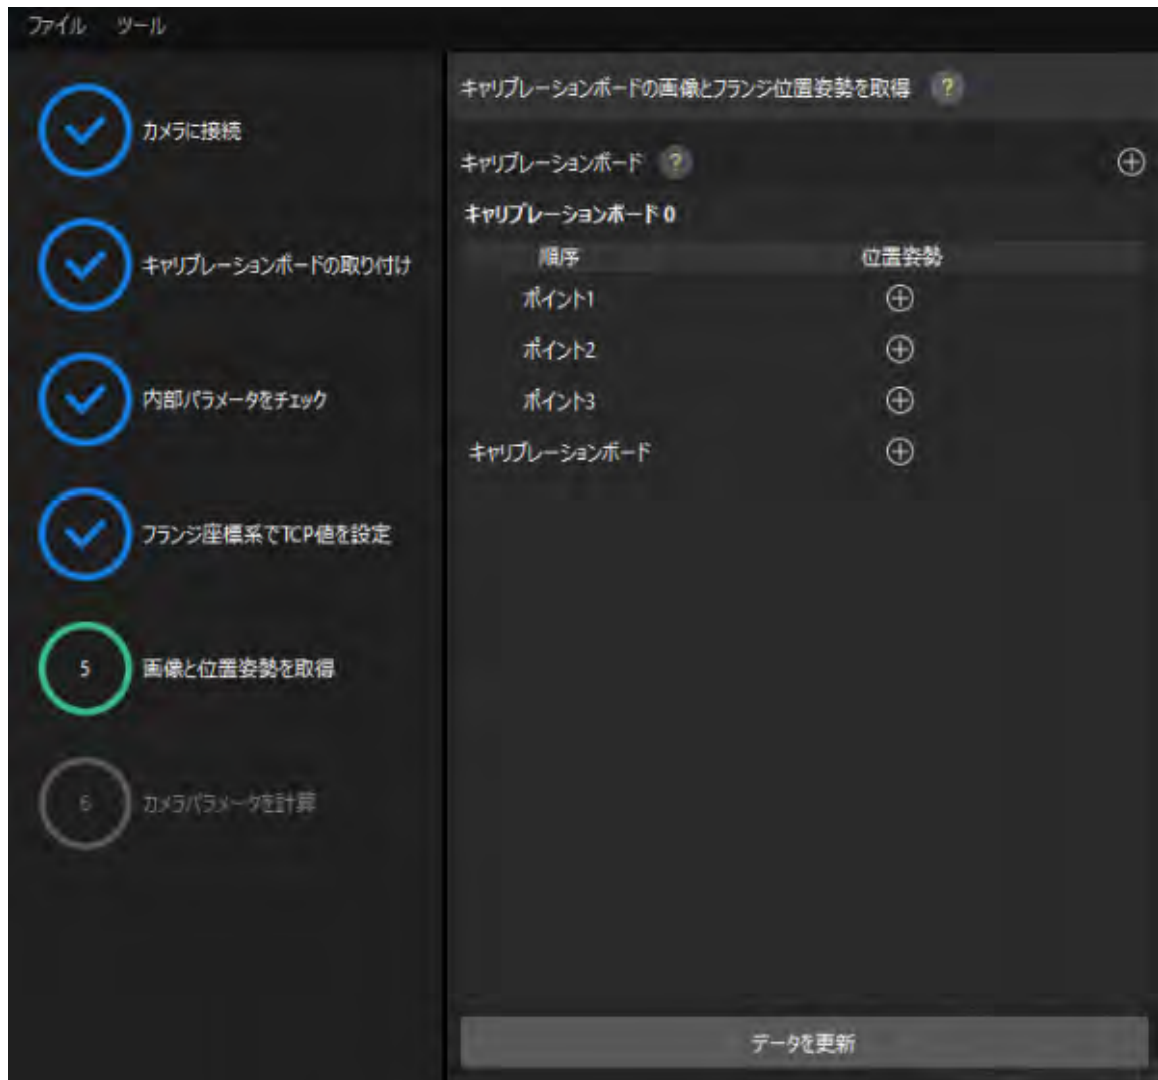 ファイル ツール
カメラに接続
キャリブレーションボードの取り付け
内部パラメータをチェック
フランジ座標系でTCP値を設定
5 画像と位置姿勢を取得
6 カメラパラメータを計算
キャリブレーションボードの画像とフランジ位置姿勢を取得 ?
キャリブレーションボード ?
キャリブレーションボード 0
順序 位置姿勢
ポイント1
ポイント2
ポイント3
キャリブレーションボード
データを更新